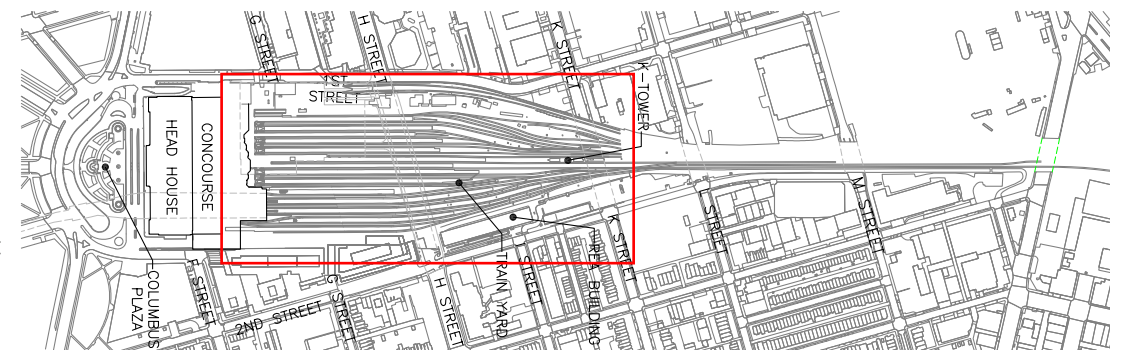 G STREET
H STREET
K STREET
K-TOWER
1ST
STREET
HEAD HOUSE
CONCOURSE
L STREET
M STREET
K STREET
REA BUILDING
STREET
TRAIN YARD
H STREET
G STREET
2ND STREET
F STREET
COLUMBUS
PLAZA